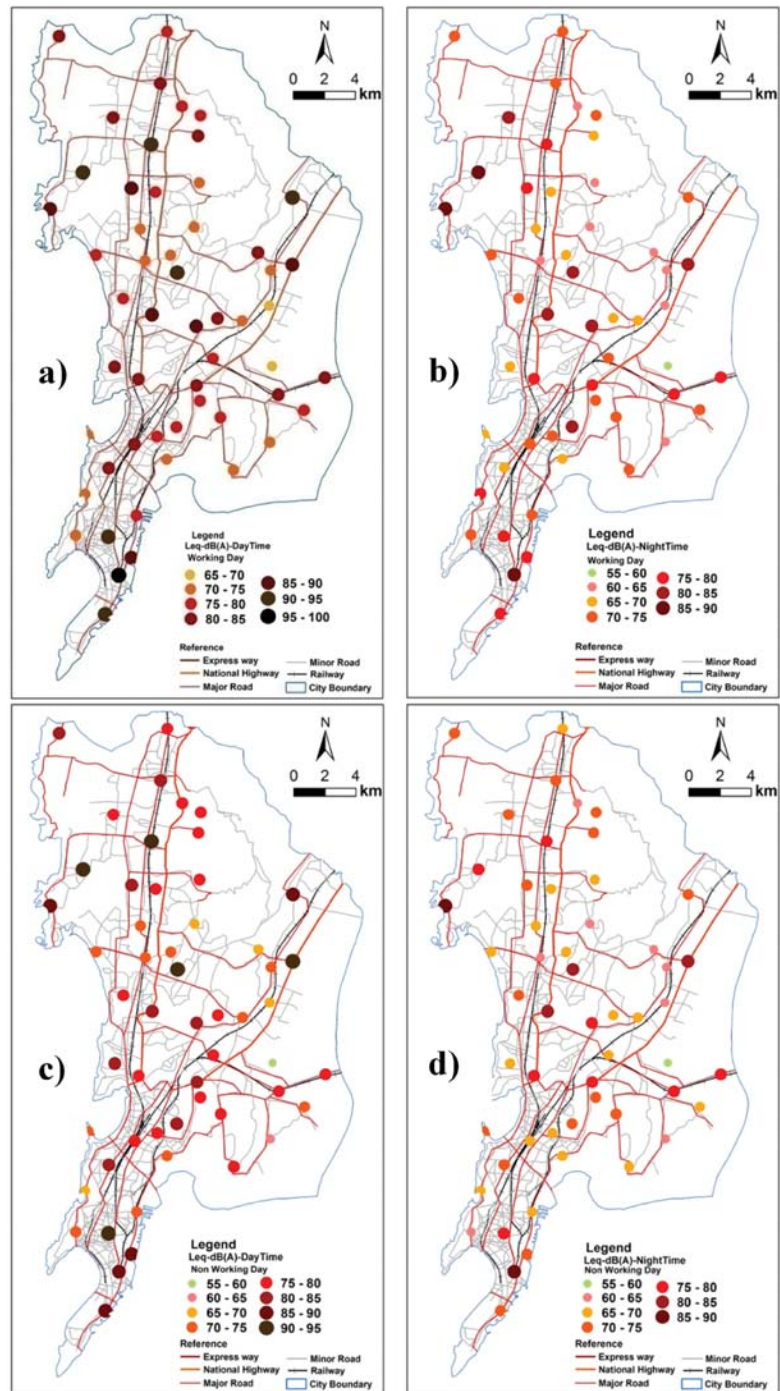 N
0 2 4
km
a)
Legend
Leq-dB(A)-DayTime
Working Day
65 - 70
70 - 75
75 - 80
80 - 85
85 - 90
90 - 95
95 - 100
Reference
Express way
National Highway
Major Road
Minor Road
Railway
City Boundary
N
0 2 4
km
b)
Legend
Leq-dB(A)-NightTime
Working Day
55 - 60
60 - 65
65 - 70
70 - 75
75 - 80
80 - 85
85 - 90
Reference
Express way
National Highway
Major Road
Minor Road
Railway
City Boundary
N
0 2 4
km
c)
Legend
Leq-dB(A)-DayTime
Non Working Day
55 - 60
60 - 65
65 - 70
70 - 75
75 - 80
80 - 85
85 - 90
90 - 95
Reference
Express way
National Highway
Major Road
Minor Road
Railway
City Boundary
N
0 2 4
km
d)
Legend
Leq-dB(A)-NightTime
Non Working Day
55 - 60
60 - 65
65 - 70
70 - 75
75 - 80
80 - 85
85 - 90
Reference
Express way
National Highway
Major Road
Minor Road
Railway
City Boundary